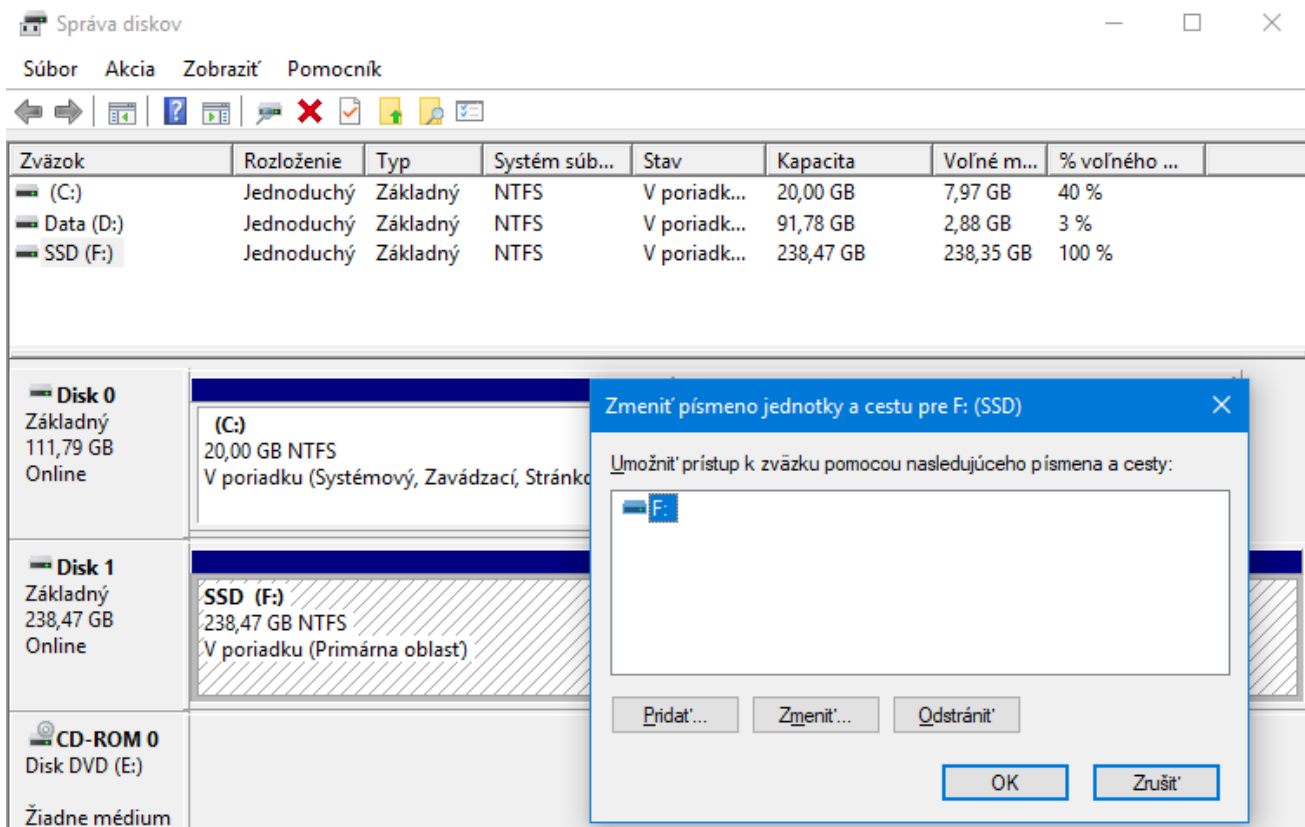 Správa diskov
Súbor Akcia Zobraziť Pomocník
Zväzok Rozloženie Typ Systém súb... Stav Kapacita Voľné m... % voľného ...
(C:) Jednoduchý Základný NTFS V poriadk... 20,00 GB 7,97 GB 40 %
Data (D:) Jednoduchý Základný NTFS V poriadk... 91,78 GB 2,88 GB 3 %
SSD (F:) Jednoduchý Základný NTFS V poriadk... 238,47 GB 238,35 GB 100 %
Disk 0
Základný
111,79 GB
Online
(C:)
20,00 GB NTFS
V poriadku (Systémový, Zavádzací, Stránko
Disk 1
Základný
238,47 GB
Online
SSD (F:)
238,47 GB NTFS
V poriadku (Primárna oblasť)
CD-ROM 0
Disk DVD (E:)
Žiadne médium
Zmeniť písmeno jednotky a cestu pre F: (SSD)
Umožniť prístup k zväzku pomocou nasledujúceho písmena a cesty:
F:
Pridať... Zmeniť... Odstrániť
OK Zrušiť